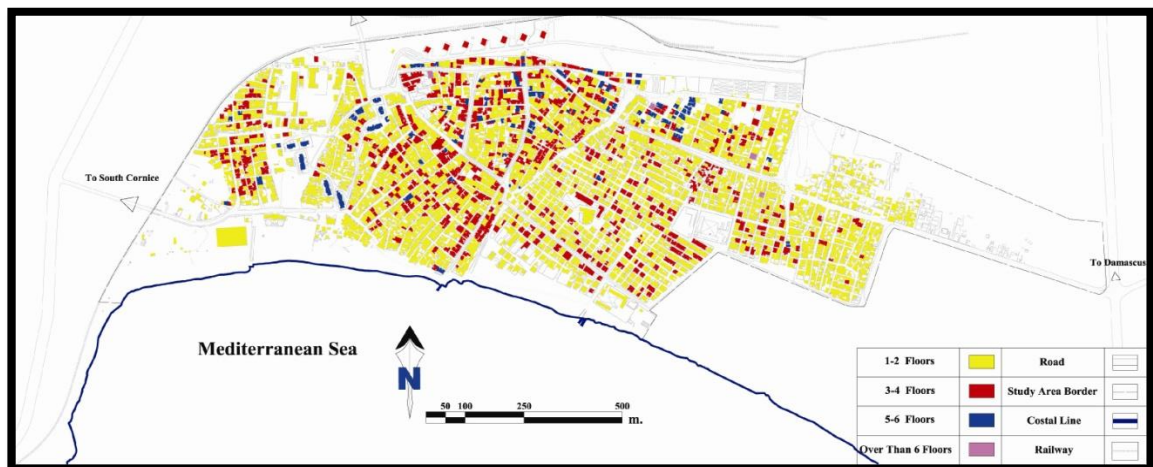 To South Cornice
To Damascus
Mediterranean Sea
N
50 100 250 500
m.
1-2 Floors Road
3-4 Floors Study Area Border
5-6 Floors Costal Line
Over Than 6 Floors Railway